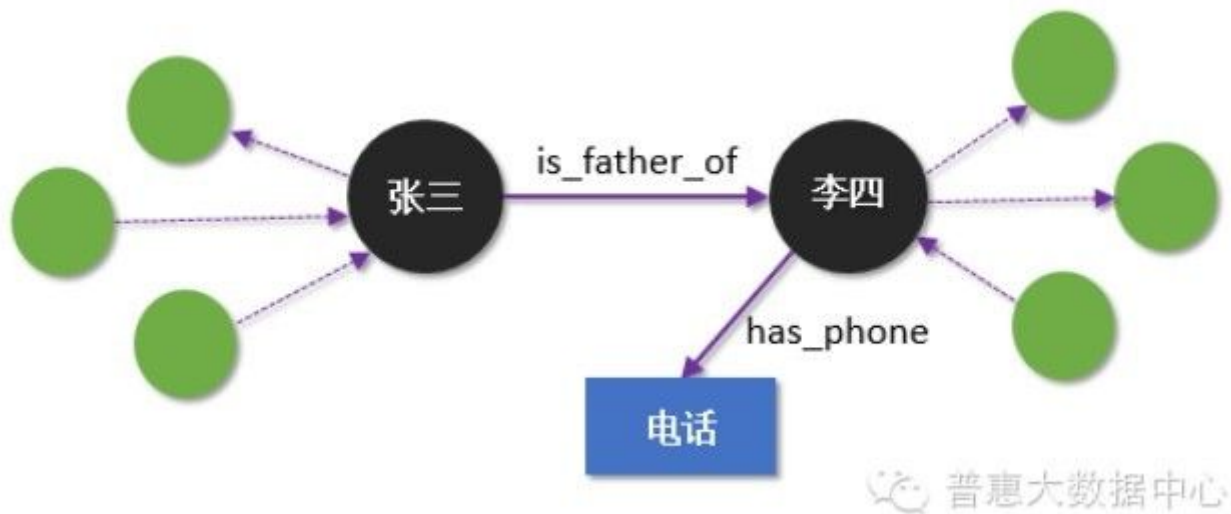 is_father_of
张三
李四
has_phone
电话
普惠大数据中心